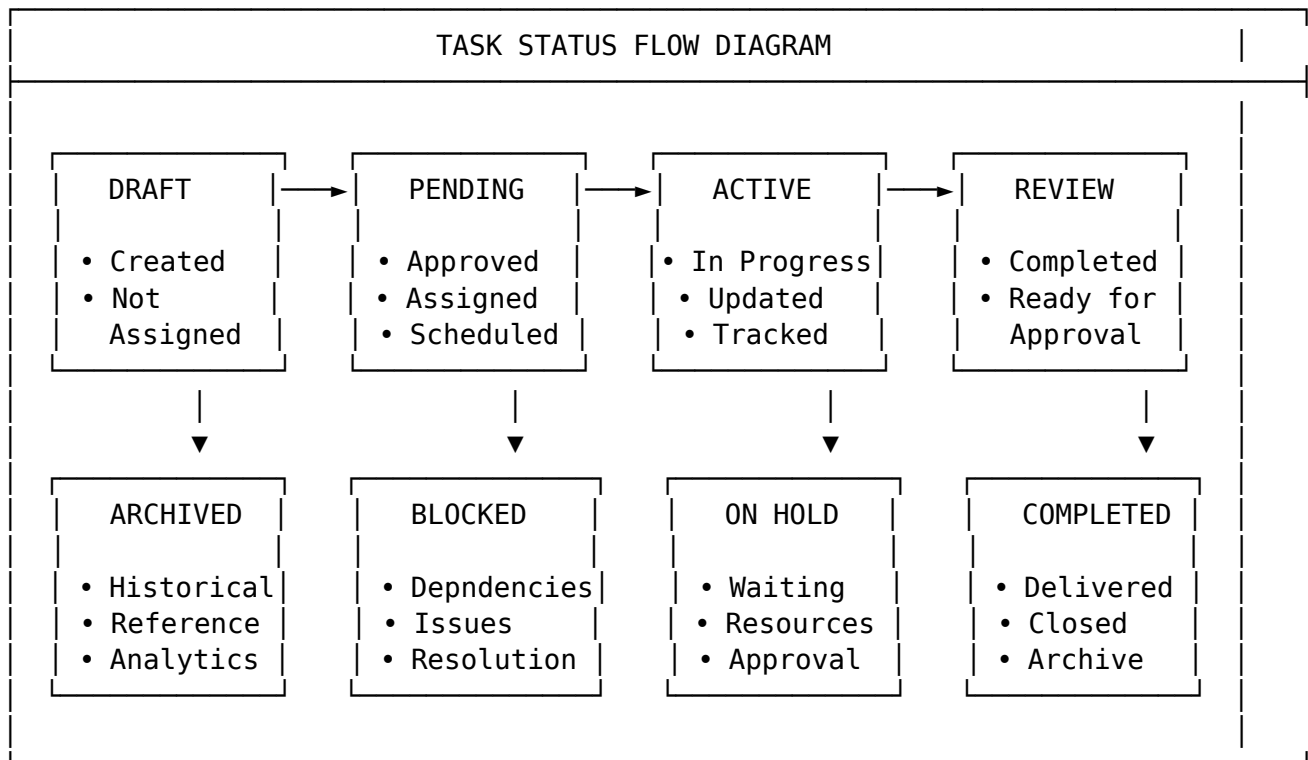 TASK STATUS FLOW DIAGRAM
DRAFT PENDING ACTIVE REVIEW
• Created • Approved • In Progress • Completed
• Not • Assigned • Updated • Ready for
Assigned • Scheduled • Tracked Approval
ARCHIVED BLOCKED ON HOLD COMPLETED
• Historical • Depndencies • Waiting • Delivered
• Reference • Issues • Resources • Closed
• Analytics • Resolution • Approval • Archive